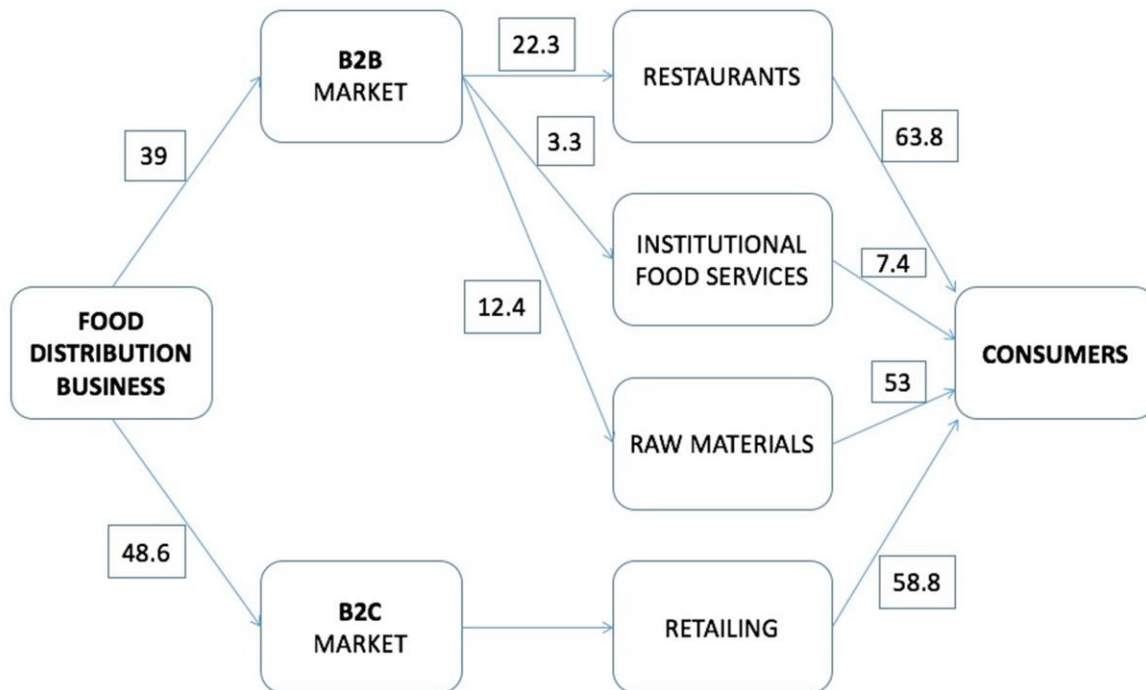 B2B
MARKET
22.3
RESTAURANTS
39
3.3
63.8
INSTITUTIONAL
FOOD SERVICES
7.4
12.4
FOOD
DISTRIBUTION
BUSINESS
CONSUMERS
53
RAW MATERIALS
48.6
58.8
B2C
MARKET
RETAILING